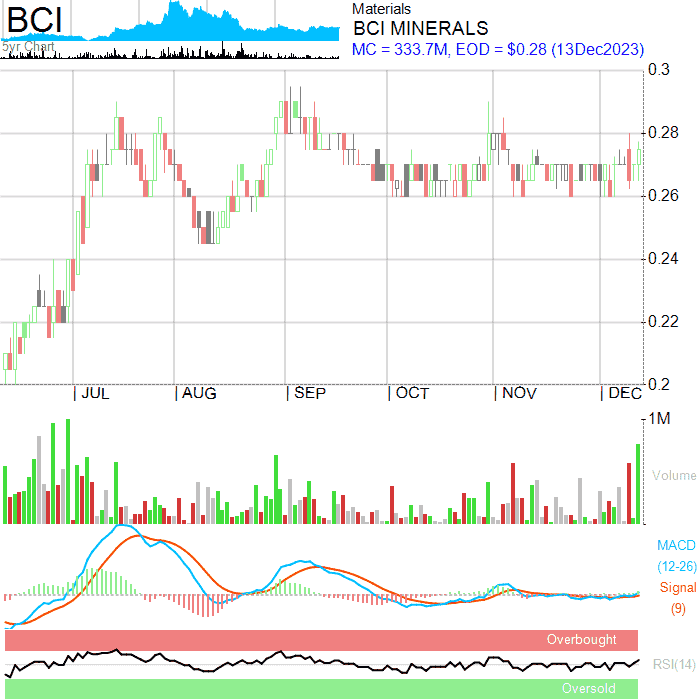 BCI
5yr Chart
Materials
BCI MINERALS
MC = 333.7M, EOD = $0.28 (13Dec2023)
0.3
0.28
0.26
0.24
0.22
0.2
| JUL | AUG | SEP | OCT | NOV | DEC
1M
Volume
MACD
(12-26)
Signal
(9)
Overbought
RSI(14)
Oversold